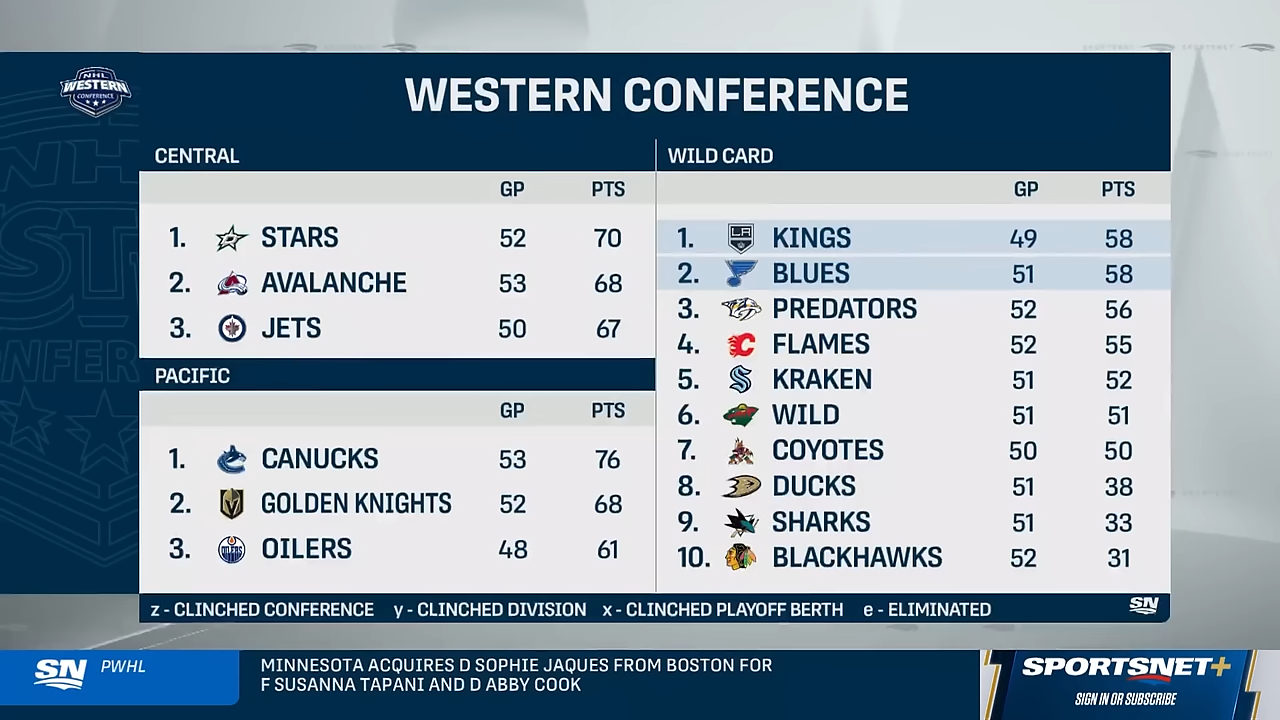 NHL
WESTERN
CONFERENCE
WESTERN CONFERENCE
CENTRAL
GP PTS
1. STARS 52 70
2. AVALANCHE 53 68
3. JETS 50 67
PACIFIC
GP PTS
1. CANUCKS 53 76
2. GOLDEN KNIGHTS 52 68
3. OILERS 48 61
WILD CARD
GP PTS
1. KINGS 49 58
2. BLUES 51 58
3. PREDATORS 52 56
4. FLAMES 52 55
5. KRAKEN 51 52
6. WILD 51 51
7. COYOTES 50 50
8. DUCKS 51 38
9. SHARKS 51 33
10. BLACKHAWKS 52 31
z - CLINCHED CONFERENCE y - CLINCHED DIVISION x - CLINCHED PLAYOFF BERTH e - ELIMINATED
SN
SN PWHL
MINNESOTA ACQUIRES D SOPHIE JAQUES FROM BOSTON FOR
F SUSANNA TAPANI AND D ABBY COOK
SPORTSNET+
SIGN IN OR SUBSCRIBE